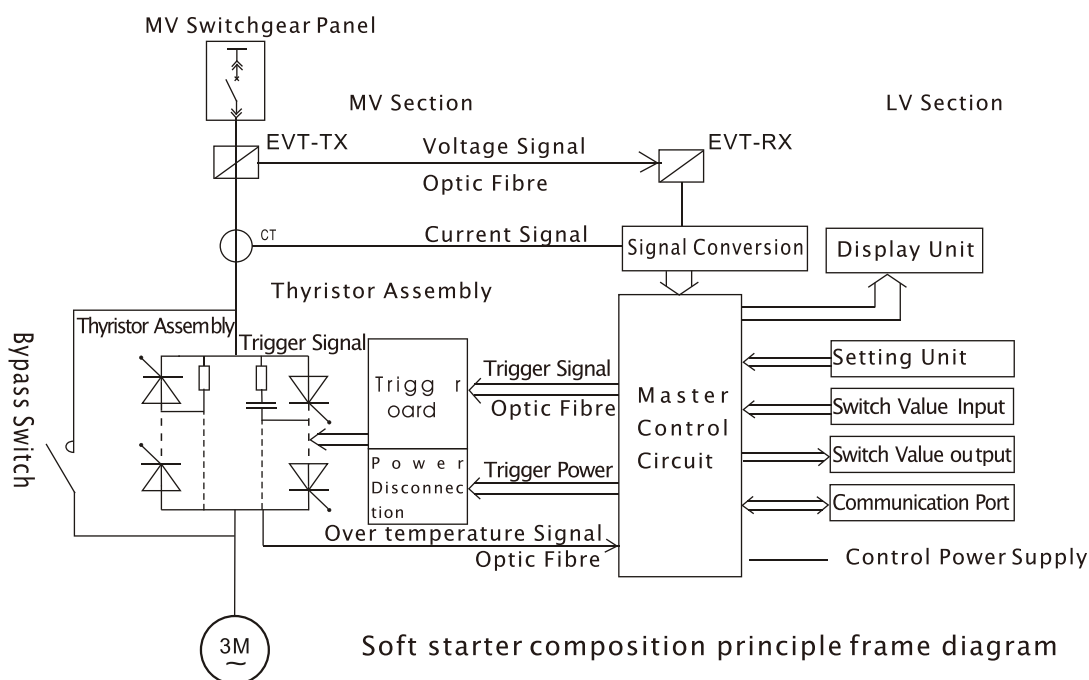 MV Switchgear Panel
MV Section
LV Section
EVT-TX
Voltage Signal
Optic Fibre
EVT-RX
CT
Current Signal
Signal Conversion
Display Unit
Thyristor Assembly
Thyristor Assembly
Trigger Signal
Bypass Switch
Trigg r
oard
Trigger Signal
Optic Fibre
Master
Control
Circuit
Setting Unit
Switch Value Input
Switch Value output
Communication Port
Power
Disconnec
tion
Trigger Power
Over temperature Signal
Optic Fibre
Control Power Supply
3M
~
Soft starter composition principle frame diagram